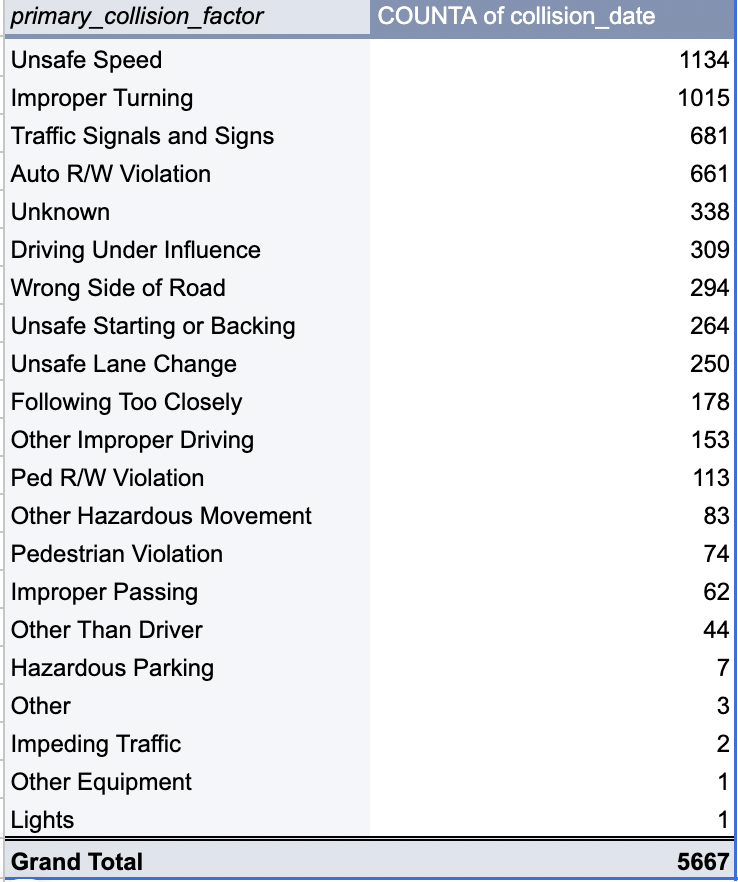 primary_collision_factor COUNTA of collision_date
Unsafe Speed 1134
Improper Turning 1015
Traffic Signals and Signs 681
Auto R/W Violation 661
Unknown 338
Driving Under Influence 309
Wrong Side of Road 294
Unsafe Starting or Backing 264
Unsafe Lane Change 250
Following Too Closely 178
Other Improper Driving 153
Ped R/W Violation 113
Other Hazardous Movement 83
Pedestrian Violation 74
Improper Passing 62
Other Than Driver 44
Hazardous Parking 7
Other 3
Impeding Traffic 2
Other Equipment 1
Lights 1
Grand Total 5667